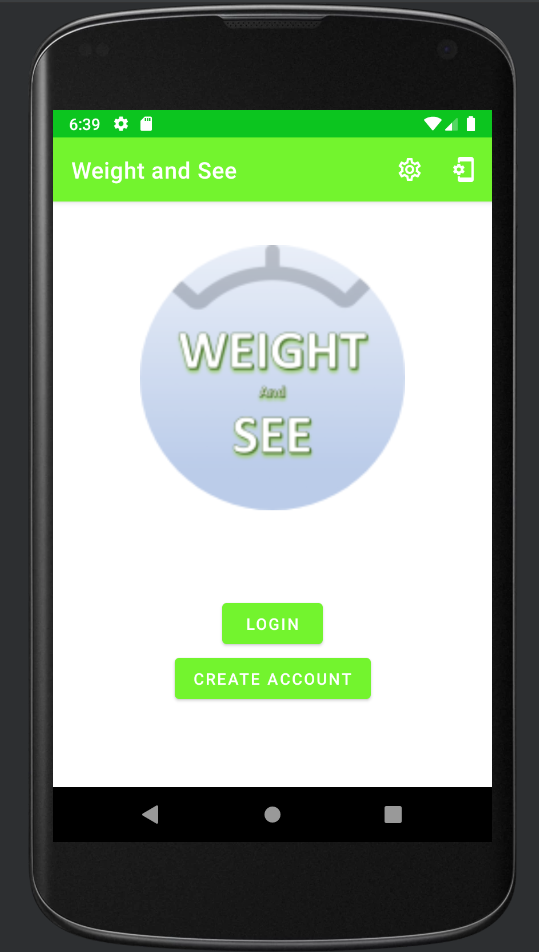 6:39
Weight and See
WEIGHT
And
SEE
LOGIN
CREATE ACCOUNT